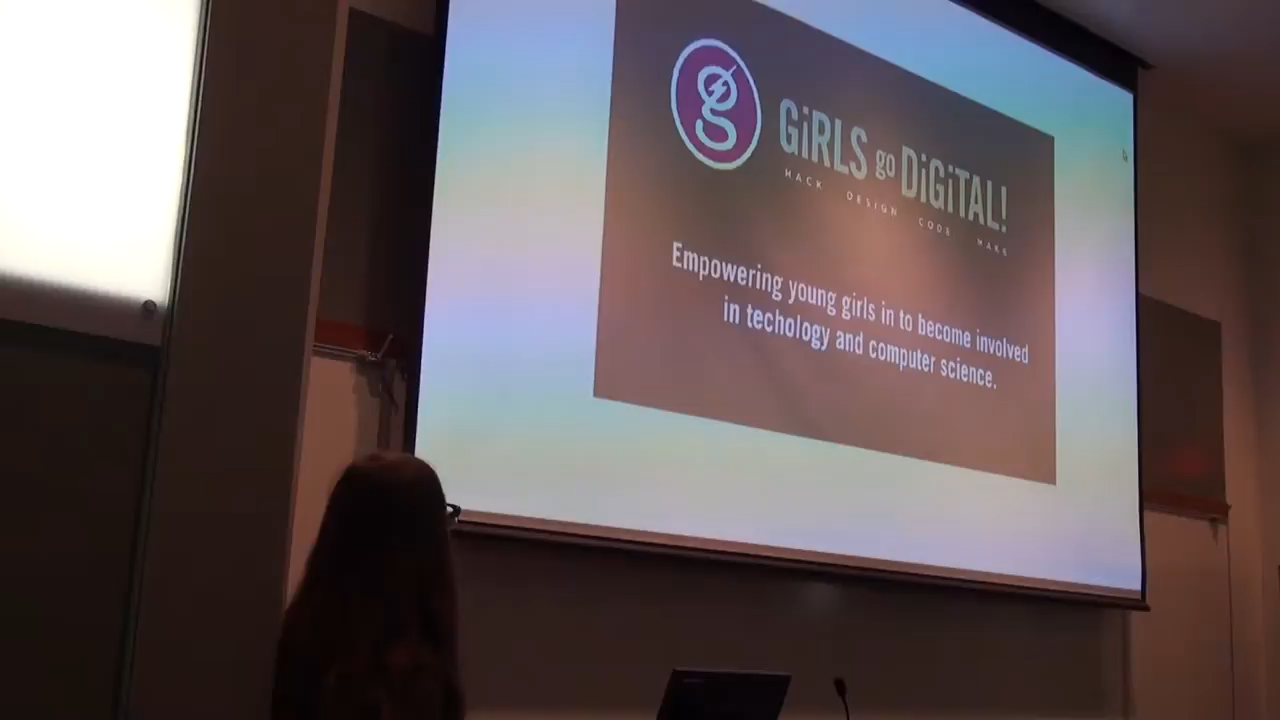 g
GiRLS go DiGiTAL!
HACK DESIGN CODE MAKE
Empowering young girls in to become involved
in techology and computer science.